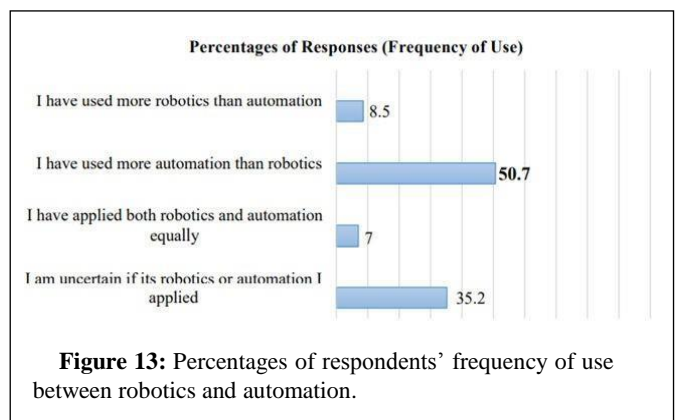 Percentages of Responses (Frequency of Use)
I have used more robotics than automation
8.5
I have used more automation than robotics
50.7
I have applied both robotics and automation
equally
7
I am uncertain if its robotics or automation I
applied
35.2
Figure 13: Percentages of respondents’ frequency of use
between robotics and automation.